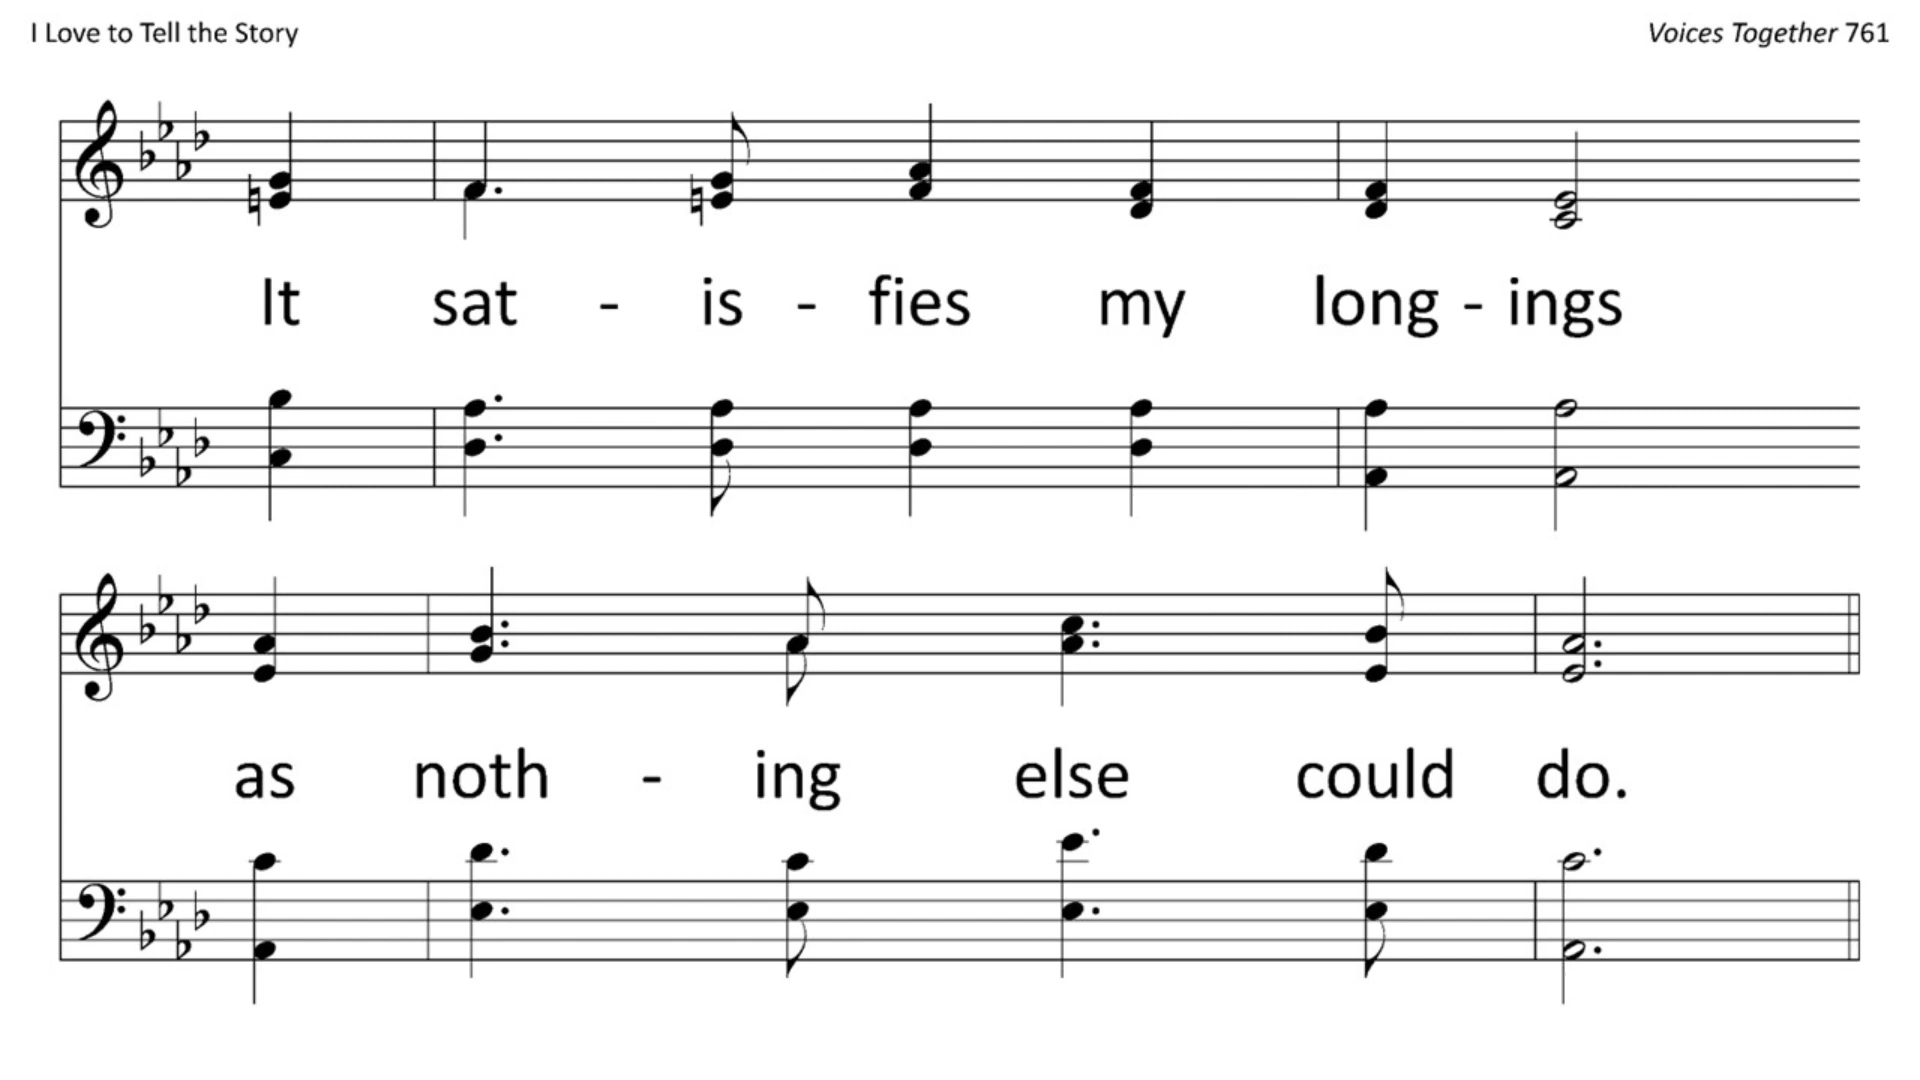 I Love to Tell the Story
Voices Together 761
It sat - is - fies my long - ings
as noth - ing else could do.